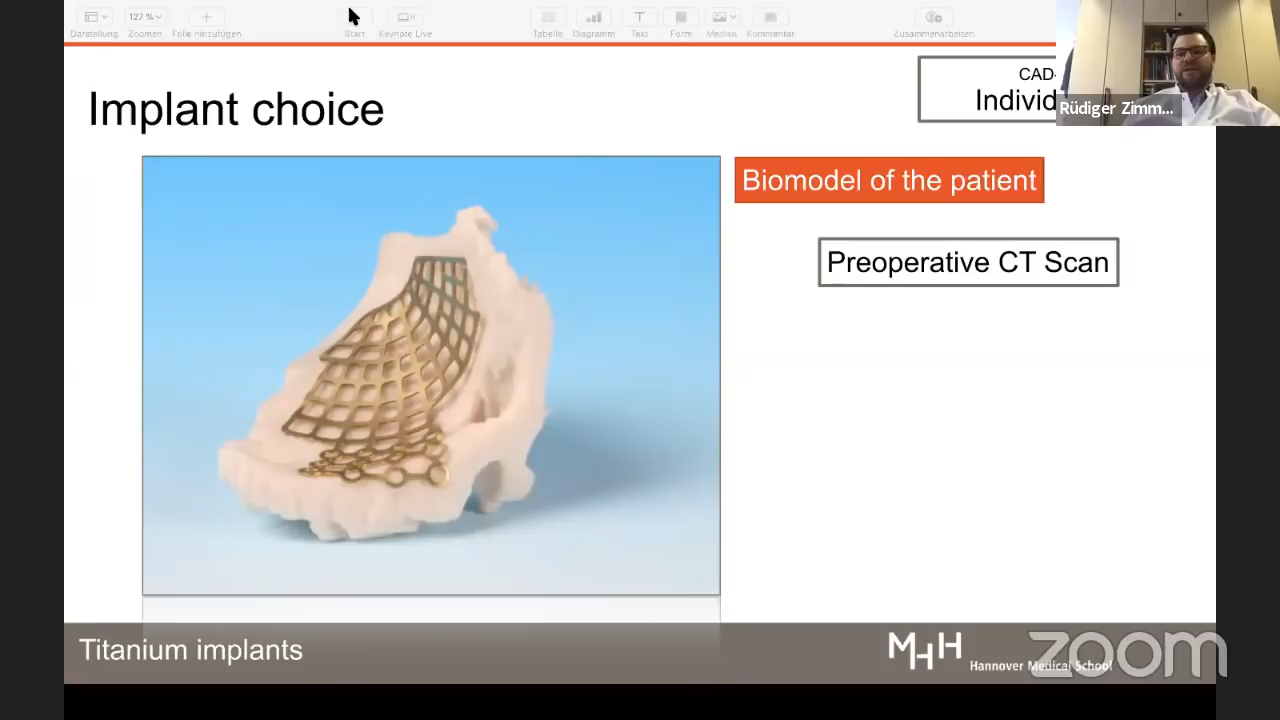 127 %
Darstellung Zoomen Folie hinzufügen Start Keynote Live Tabelle Diagramm Text Form Medien Kommentar Zusammenarbeiten
CAD-
Individ
Rüdiger Zimm...
Implant choice
Biomodel of the patient
Preoperative CT Scan
Titanium implants
MHH
Hannover Medical School
zoom